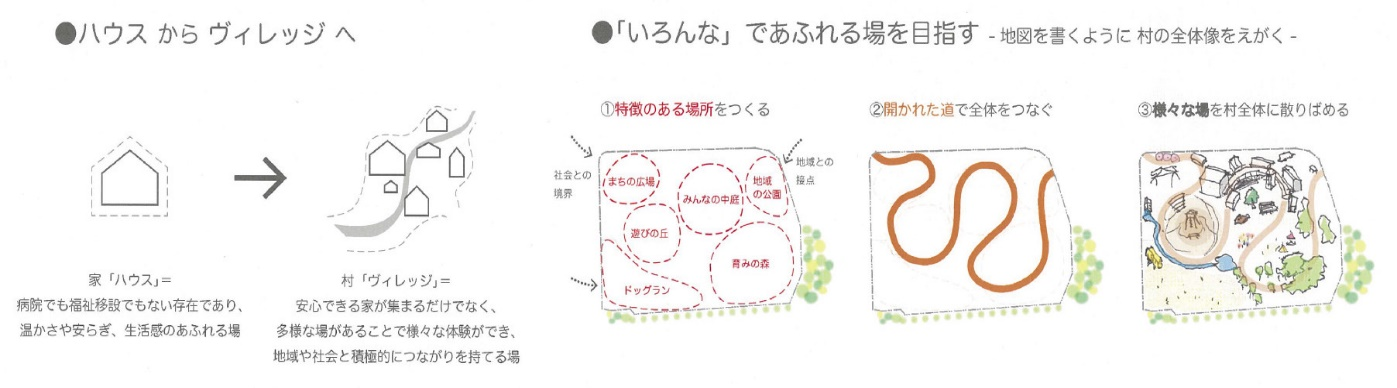 ●ハウス から ヴィレッジ へ
家「ハウス」=
病院でも福祉移設でもない存在であり、
温かさや安らぎ、生活感のあふれる場
村「ヴィレッジ」=
安心できる家が集まるだけでなく、
多様な場があることで様々な体験ができ、
地域や社会と積極的につながりを持てる場
●「いろんな」であふれる場を目指す - 地図を書くように 村の全体像をえがく -
①特徴のある場所をつくる
社会との
境界
地域との
接点
まちの広場
みんなの中庭
地域
の公園
遊びの丘
育みの森
ドッグラン
②開かれた道で全体をつなぐ
③様々な場を村全体に散りばめる